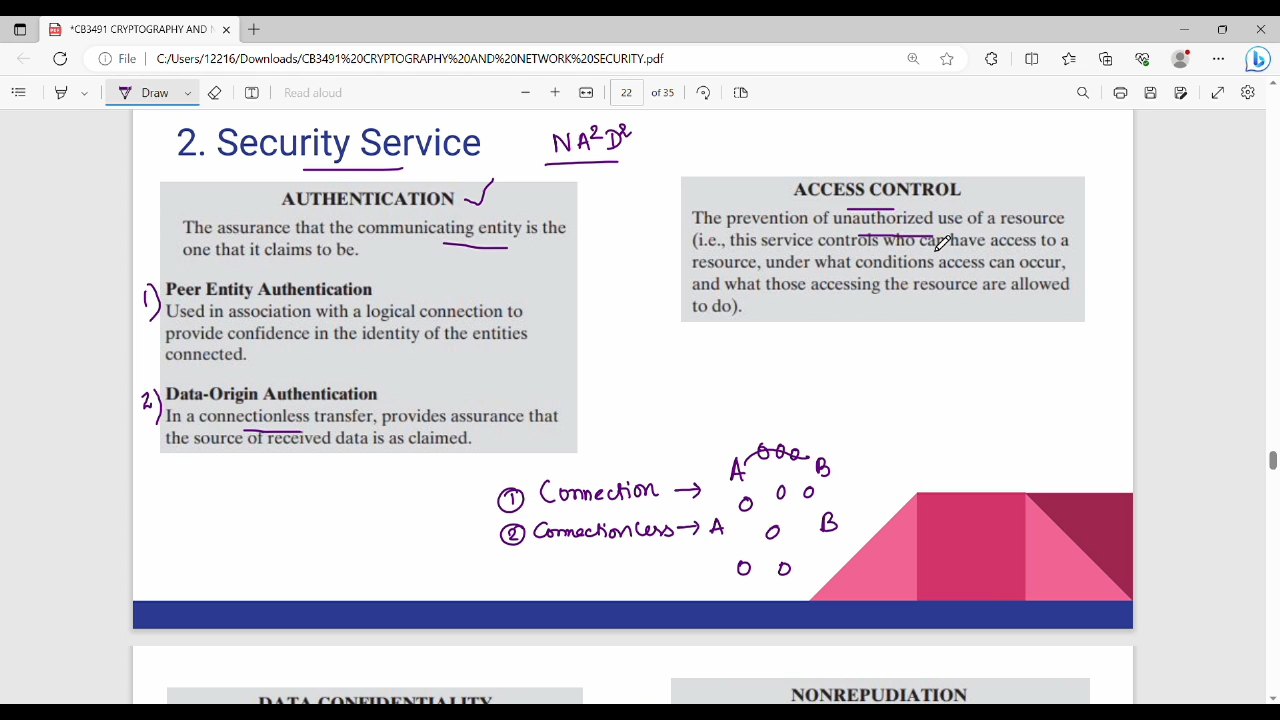 *CB3491 CRYPTOGRAPHY AND
File
C:/Users/12216/Downloads/CB3491%20CRYPTOGRAPHY%20AND%20NETWORK%20SECURITY.pdf
Draw
Read aloud
22
of 35
2. Security Service
NA²D²
AUTHENTICATION
The assurance that the communicating entity is the
one that it claims to be.
1)
Peer Entity Authentication
Used in association with a logical connection to
provide confidence in the identity of the entities
connected.
2)
Data-Origin Authentication
In a connectionless transfer, provides assurance that
the source of received data is as claimed.
ACCESS CONTROL
The prevention of unauthorized use of a resource
(i.e., this service controls who can have access to a
resource, under what conditions access can occur,
and what those accessing the resource are allowed
to do).
① Connection → A B
② Connectionless → A B
DATA CONFIDENTIALITY
NONREPUDIATION